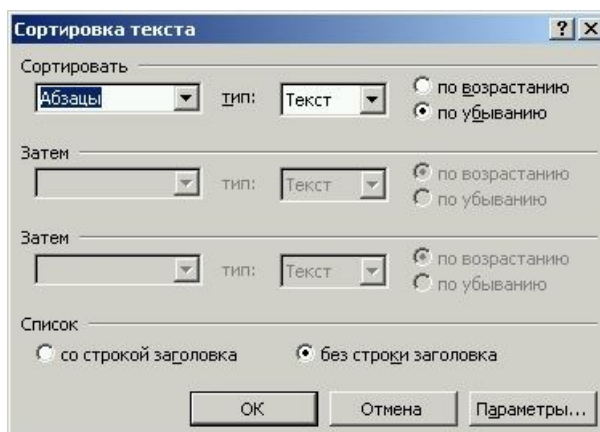 Сортировка текста
Сортировать
Абзацы тип: Текст по возрастанию
по убыванию
Затем
тип: Текст по возрастанию
по убыванию
Затем
тип: Текст по возрастанию
по убыванию
Список
со строкой заголовка без строки заголовка
ОК Отмена Параметры...